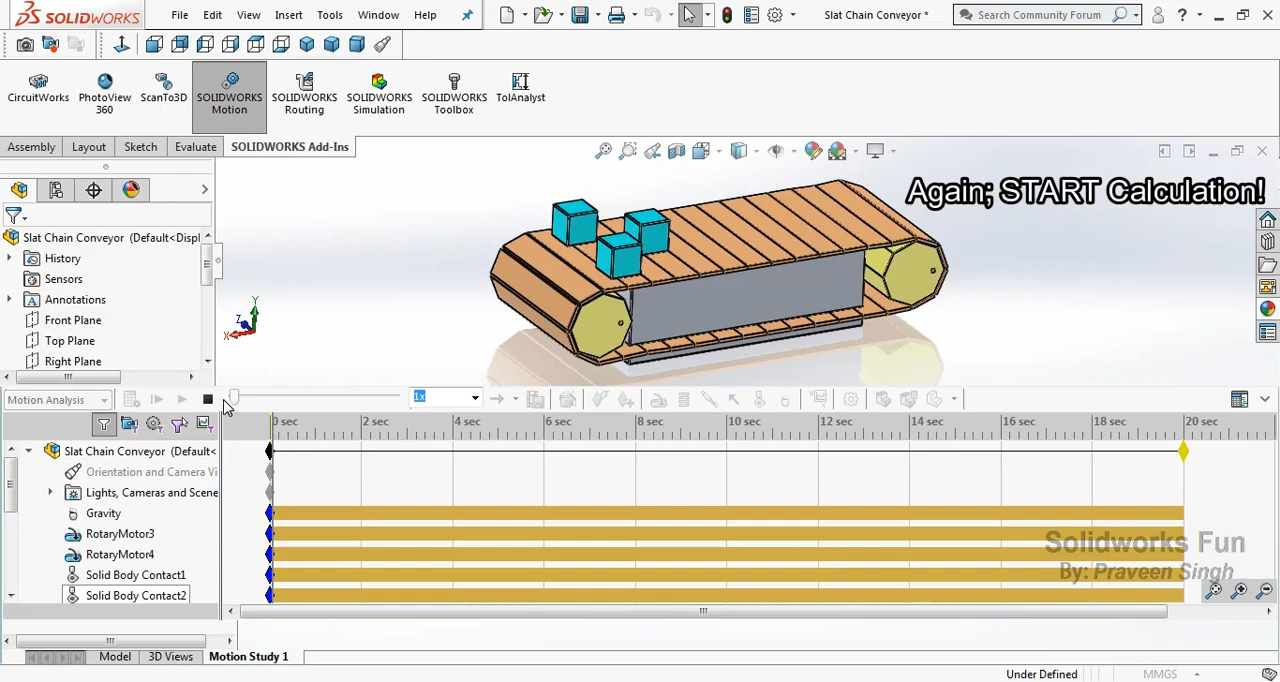 SOLIDWORKS File Edit View Insert Tools Window Help Slat Chain Conveyor * Search Community Forum ?
CircuitWorks PhotoView 360 ScanTo3D SOLIDWORKS Motion SOLIDWORKS Routing SOLIDWORKS Simulation SOLIDWORKS Toolbox TolAnalyst
Assembly Layout Sketch Evaluate SOLIDWORKS Add-Ins
Again; START Calculation!
Slat Chain Conveyor (Default<Displ
History
Sensors
Annotations
Front Plane
Top Plane
Right Plane
Y
Z
X
Motion Analysis 1x
0 sec 2 sec 4 sec 6 sec 8 sec 10 sec 12 sec 14 sec 16 sec 18 sec 20 sec
Slat Chain Conveyor (Default<
Orientation and Camera Vi
Lights, Cameras and Scene
Gravity
RotaryMotor3
RotaryMotor4
Solid Body Contact1
Solid Body Contact2
Solidworks Fun
By: Praveen Singh
Model 3D Views Motion Study 1
Under Defined MMGS